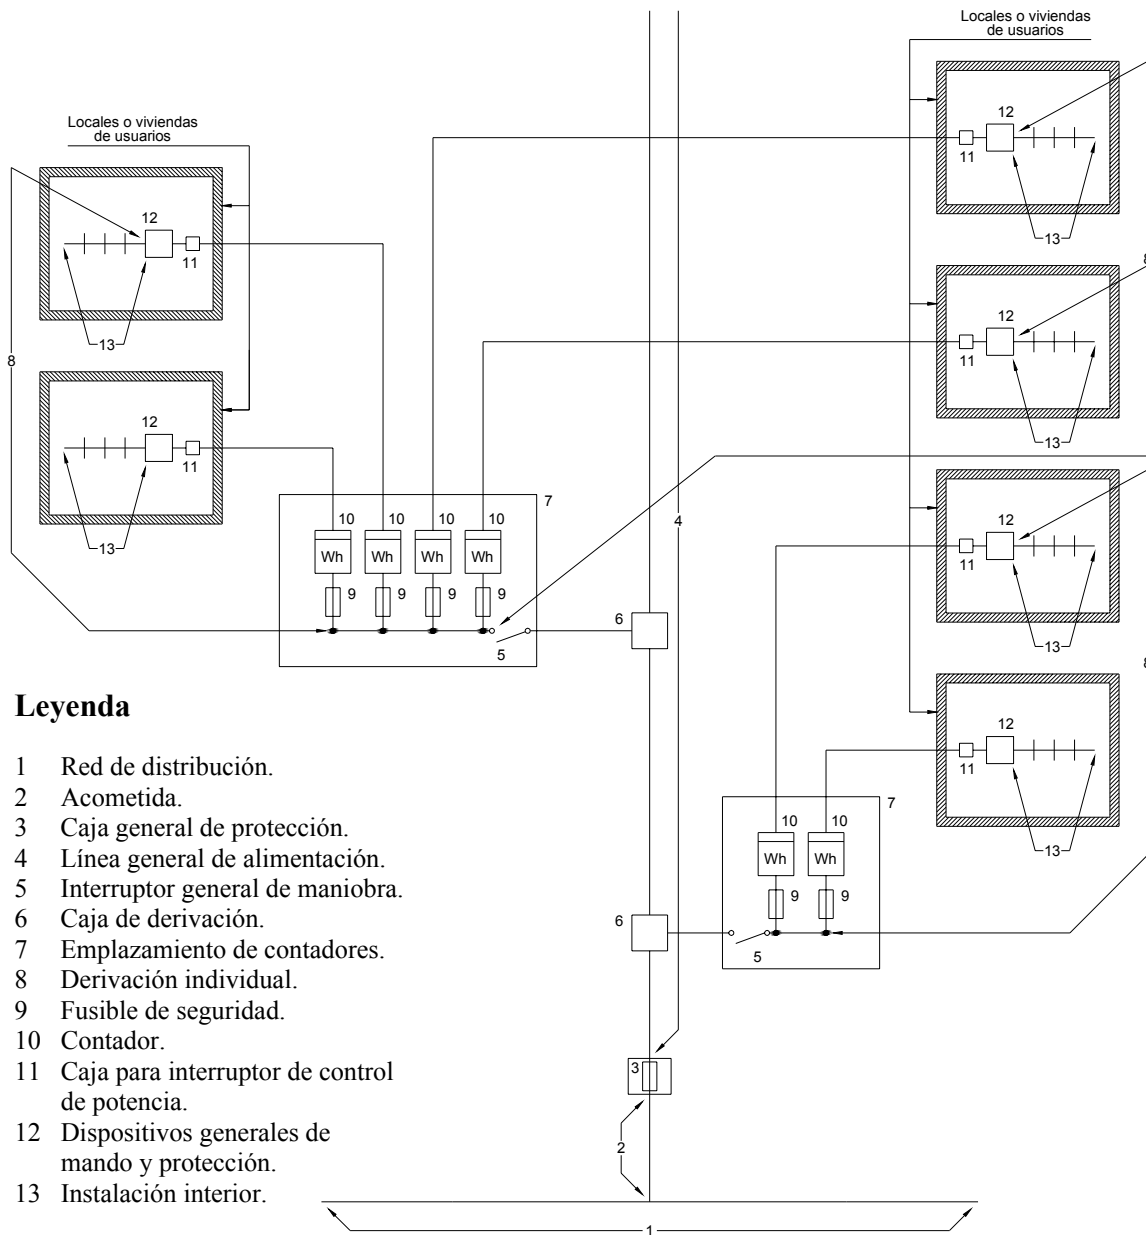 Locales o viviendas
de usuarios
12
11
13
8
12
11
13
Locales o viviendas
de usuarios
12
11
13
8
12
11
13
12
11
13
8
12
11
13
7
10 10 10 10
Wh Wh Wh Wh
9 9 9 9
5
6
4
7
10 10
Wh Wh
9 9
5
6
3
2
1
Leyenda
1 Red de distribución.
2 Acometida.
3 Caja general de protección.
4 Línea general de alimentación.
5 Interruptor general de maniobra.
6 Caja de derivación.
7 Emplazamiento de contadores.
8 Derivación individual.
9 Fusible de seguridad.
10 Contador.
11 Caja para interruptor de control
de potencia.
12 Dispositivos generales de
mando y protección.
13 Instalación interior.